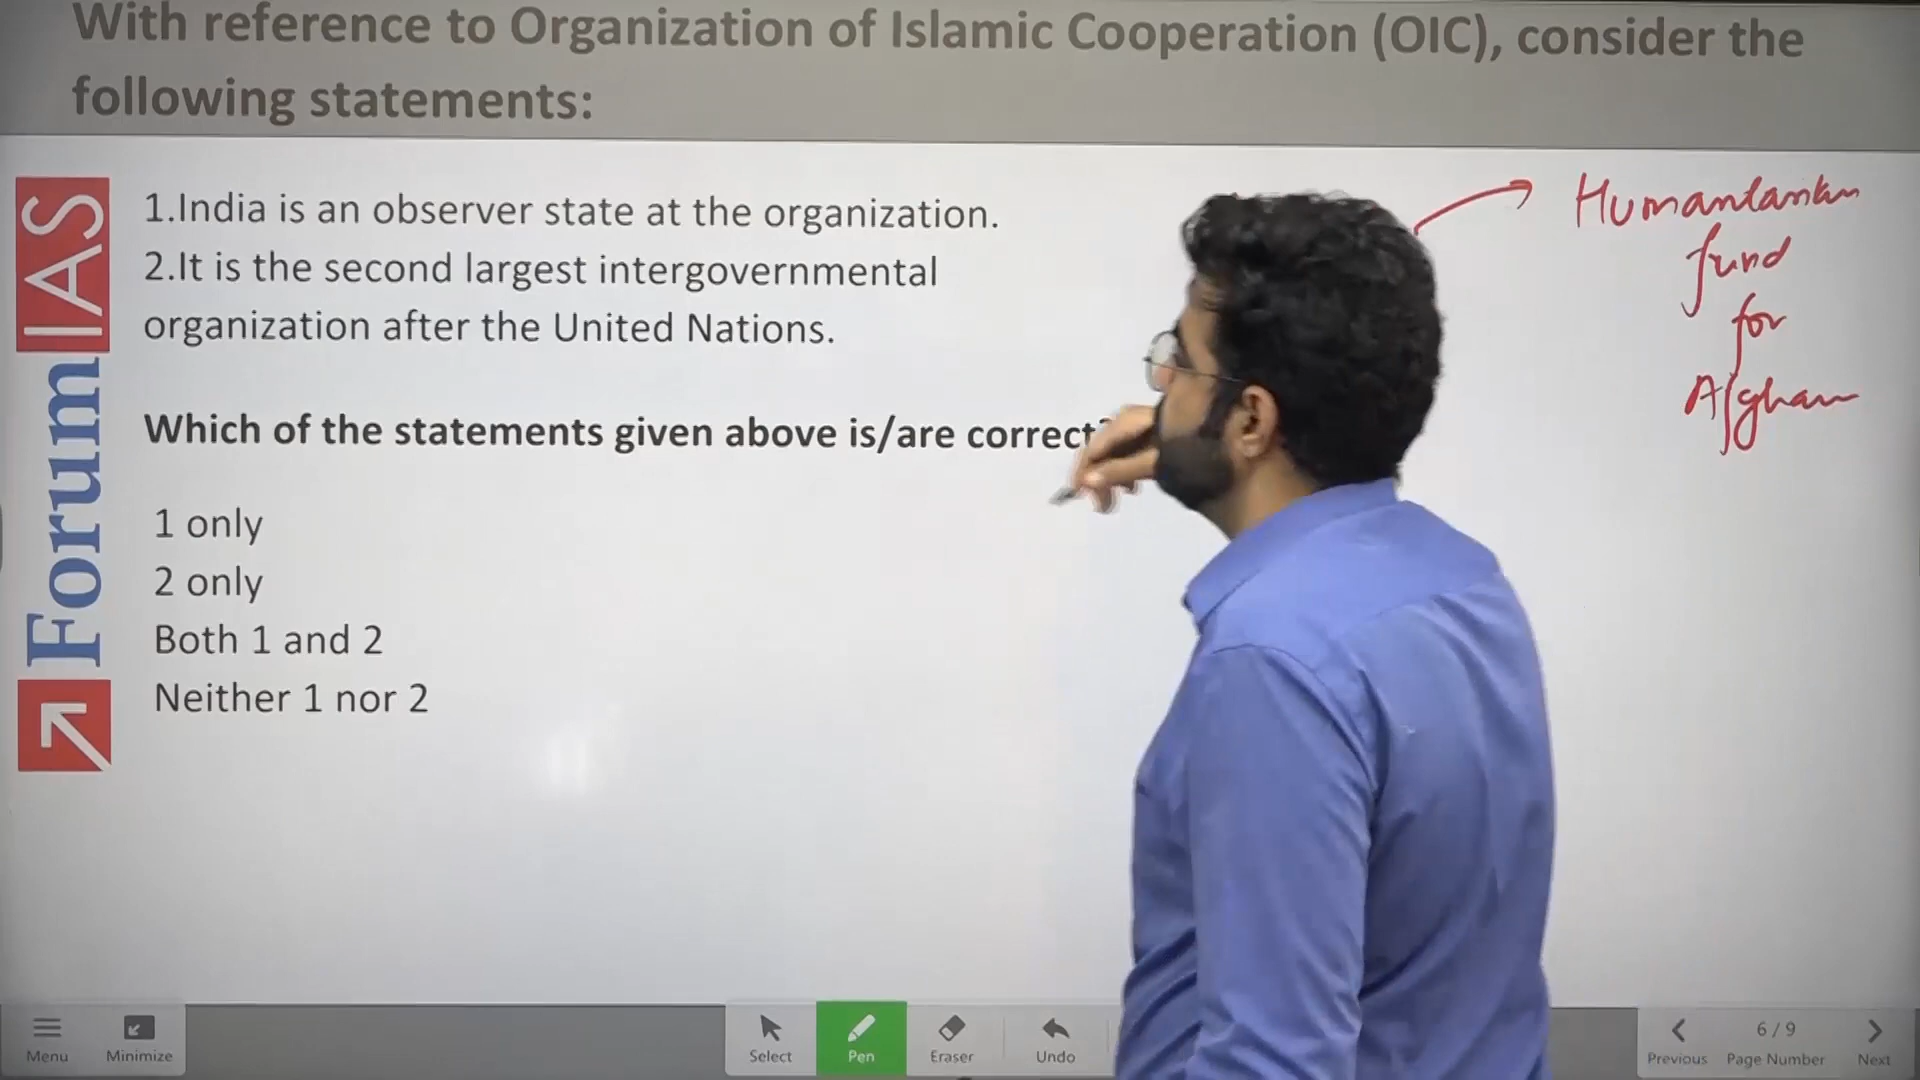 With reference to Organization of Islamic Cooperation (OIC), consider the
following statements:
1.India is an observer state at the organization.
2.It is the second largest intergovernmental
organization after the United Nations.
Which of the statements given above is/are correct?
1 only
2 only
Both 1 and 2
Neither 1 nor 2
Forum IAS
fund
for
Afghan
Menu
Minimize
Select
Pen
Eraser
Undo
Previous
6 / 9
Page Number
Next